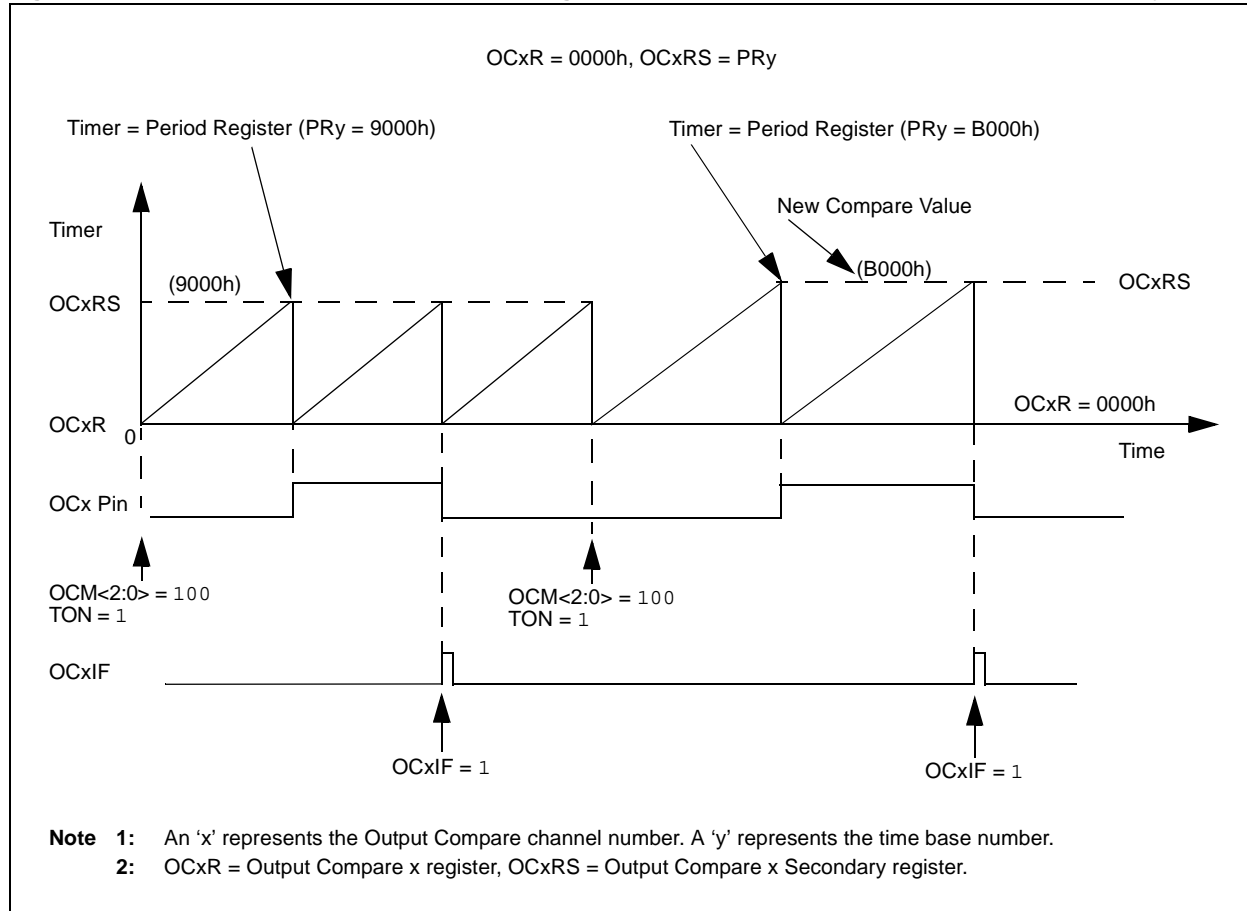 OCxR = 0000h, OCxRS = PRy
Timer = Period Register (PRy = 9000h)
Timer = Period Register (PRy = B000h)
New Compare Value
Timer
(9000h)
(B000h)
OCxRS
OCxRS
OCxR = 0000h
OCxR
0
Time
OCx Pin
OCM<2:0> = 100
TON = 1
OCM<2:0> = 100
TON = 1
OCxIF
OCxIF = 1
OCxIF = 1
Note 1: An ‘x’ represents the Output Compare channel number. A ‘y’ represents the time base number.
2: OCxR = Output Compare x register, OCxRS = Output Compare x Secondary register.